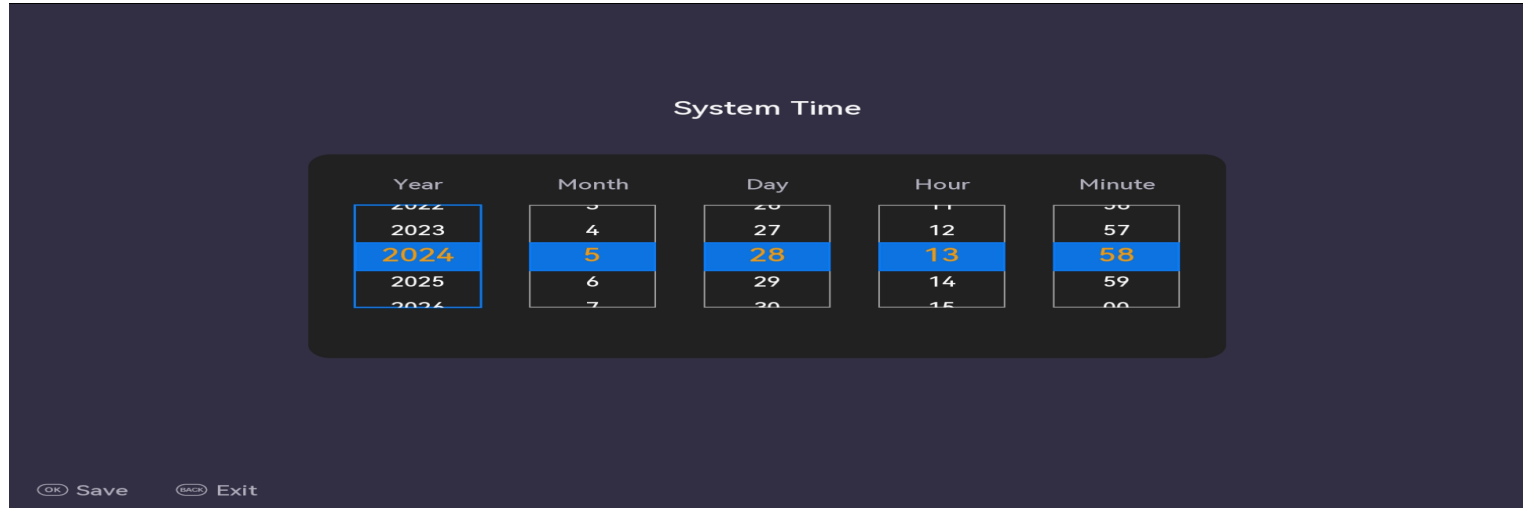 System Time
Year Month Day Hour Minute
2023 4 27 12 57
2024 5 28 13 58
2025 6 29 14 59
OK Save BACK Exit